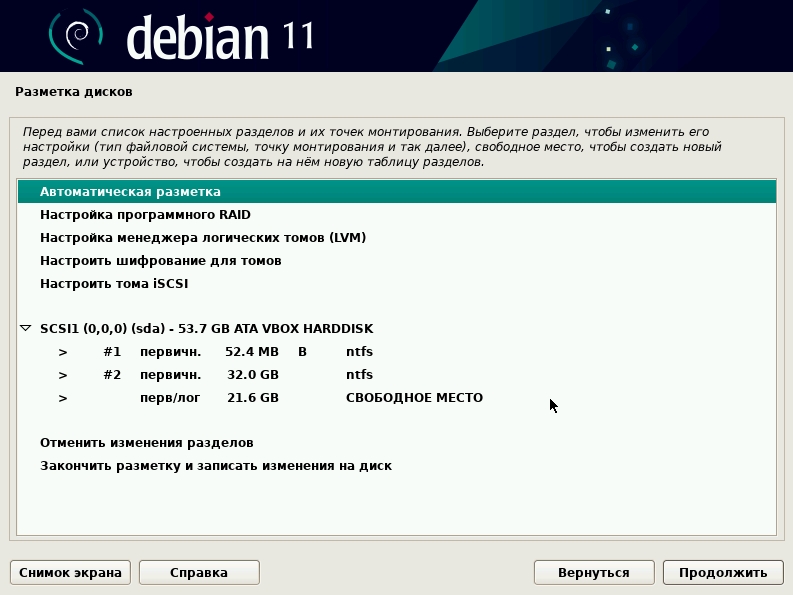 debian 11
Разметка дисков
Перед вами список настроенных разделов и их точек монтирования. Выберите раздел, чтобы изменить его
настройки (тип файловой системы, точку монтирования и так далее), свободное место, чтобы создать новый
раздел, или устройство, чтобы создать на нём новую таблицу разделов.
Автоматическая разметка
Настройка программного RAID
Настройка менеджера логических томов (LVM)
Настроить шифрование для томов
Настроить тома iSCSI
SCSI1 (0,0,0) (sda) - 53.7 GB ATA VBOX HARDDISK
> #1 первичн. 52.4 MB B ntfs
> #2 первичн. 32.0 GB ntfs
> перв/лог 21.6 GB СВОБОДНОЕ МЕСТО
Отменить изменения разделов
Закончить разметку и записать изменения на диск
Снимок экрана Справка Вернуться Продолжить